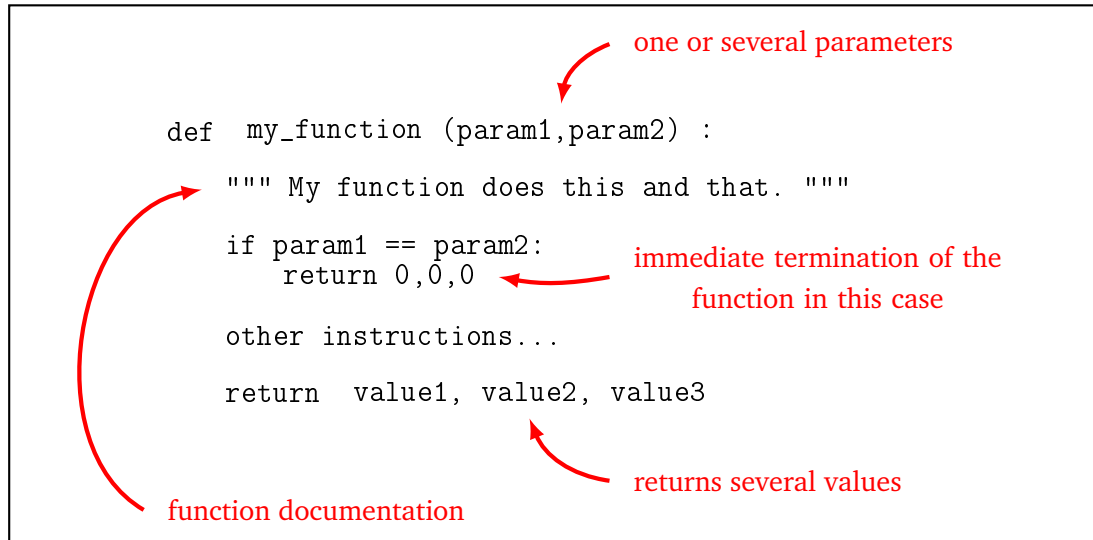 one or several parameters
def my_function (param1,param2) :
""" My function does this and that. """
if param1 == param2:
return 0,0,0
immediate termination of the
function in this case
other instructions...
return value1, value2, value3
returns several values
function documentation